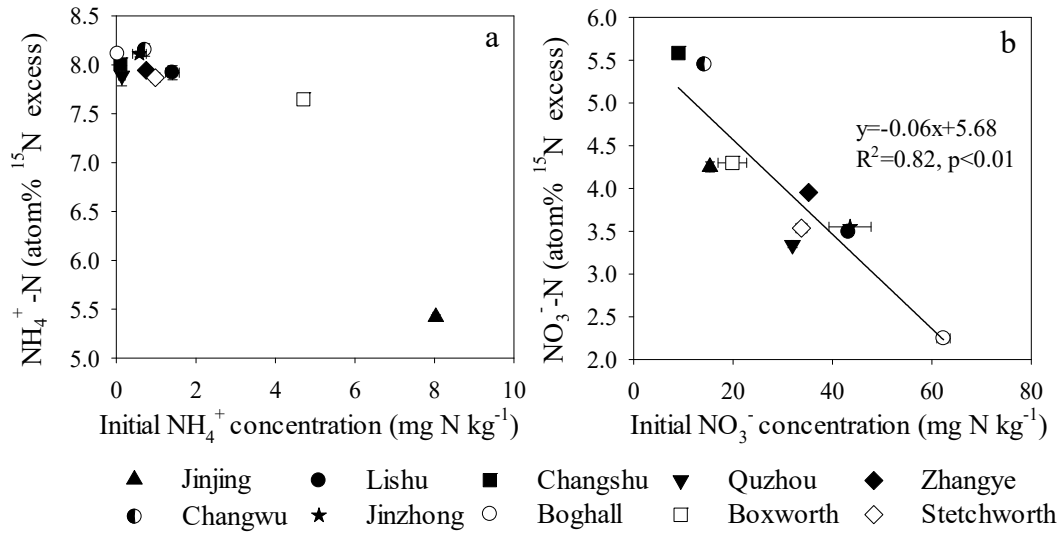 a
8.5
8.0
7.5
7.0
6.5
6.0
5.5
5.0
NH₄⁺ -N (atom% ¹⁵N excess)
0 2 4 6 8 10
Initial NH₄⁺ concentration (mg N kg⁻¹)
b
6.0
5.5
5.0
4.5
4.0
3.5
3.0
2.5
2.0
NO₃⁻-N (atom% ¹⁵N excess)
y=-0.06x+5.68
R²=0.82, p<0.01
0 20 40 60 80
Initial NO₃⁻ concentration (mg N kg⁻¹)
Jinjing Lishu Changshu Quzhou Zhangye
Changwu Jinzhong Boghall Boxworth Stetchworth